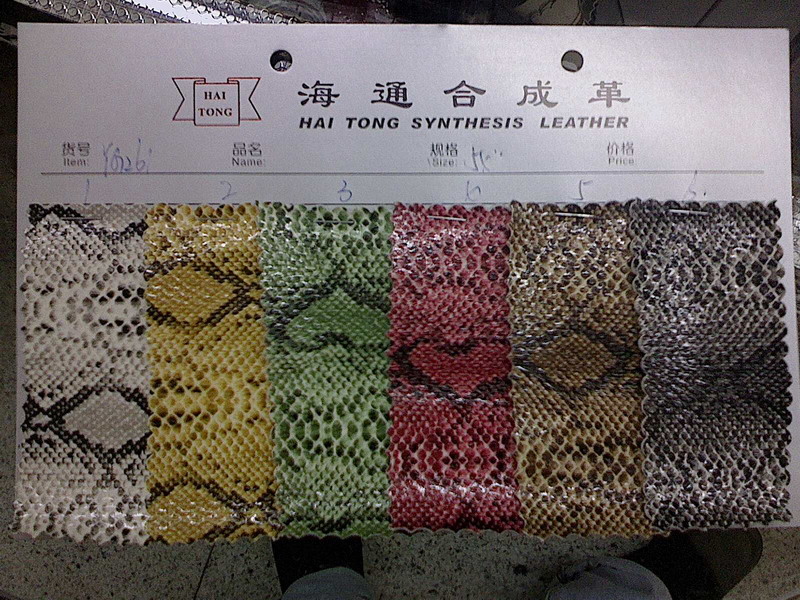 HAI
TONG
海通合成革
HAI TONG SYNTHESIS LEATHER
货号 品名 规格 价格
Item: Name: Size: Price
1 2 3 5 6.